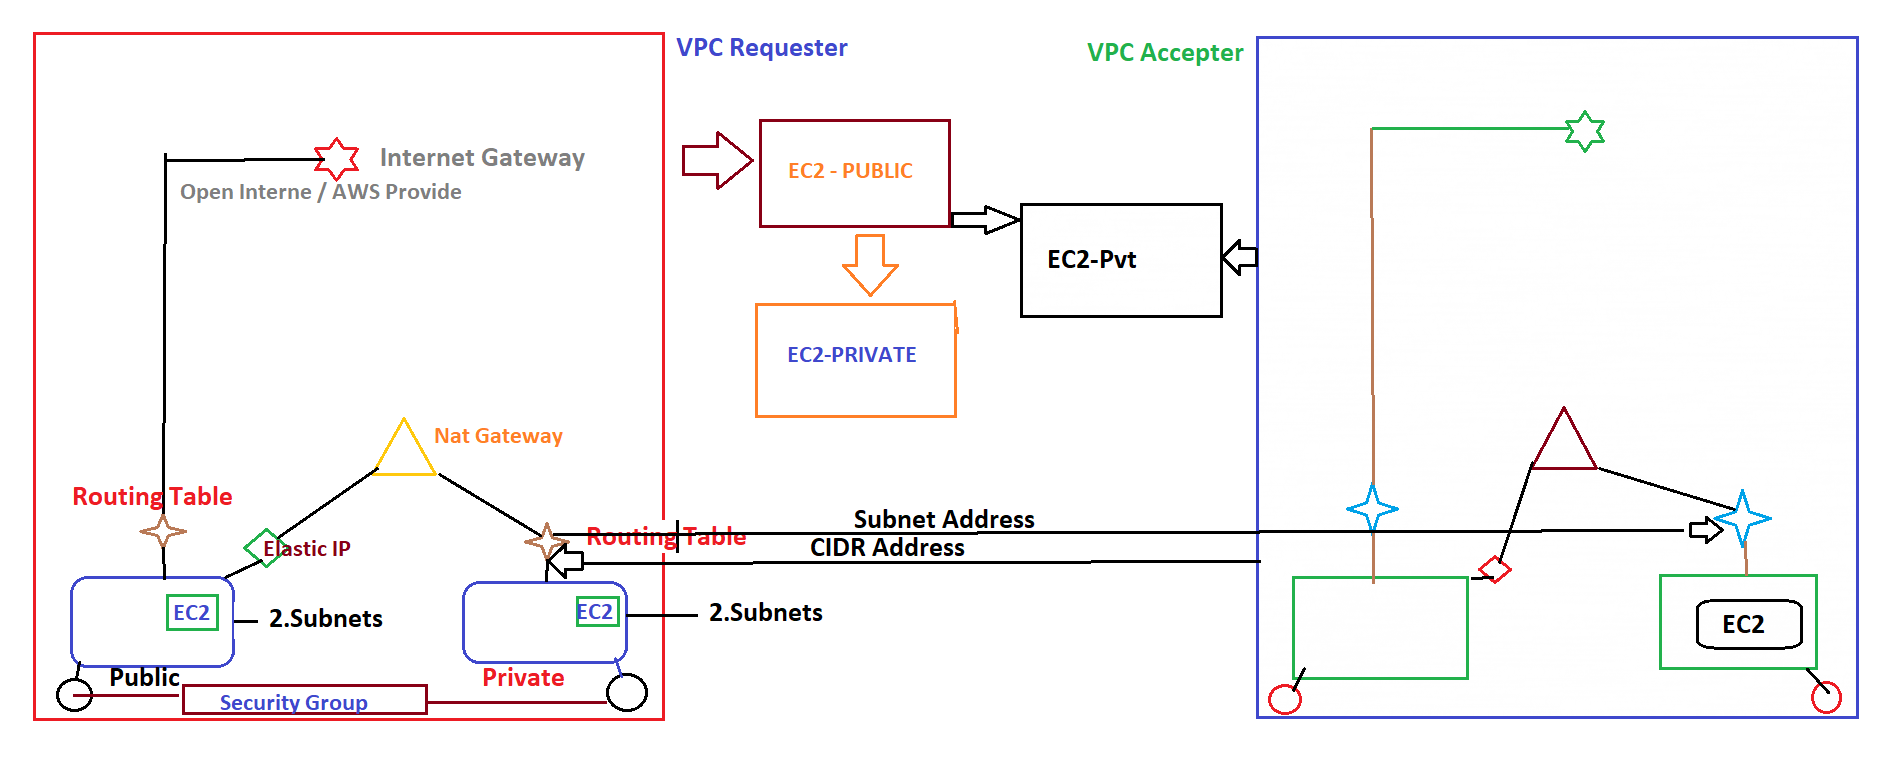 VPC Requester
VPC Accepter
Internet Gateway
Open Interne / AWS Provide
EC2 - PUBLIC
EC2-Pvt
EC2-PRIVATE
Nat Gateway
Routing Table
Elastic IP
Routing Table
Subnet Address
CIDR Address
EC2
2.Subnets
EC2
2.Subnets
EC2
Public
Private
Security Group